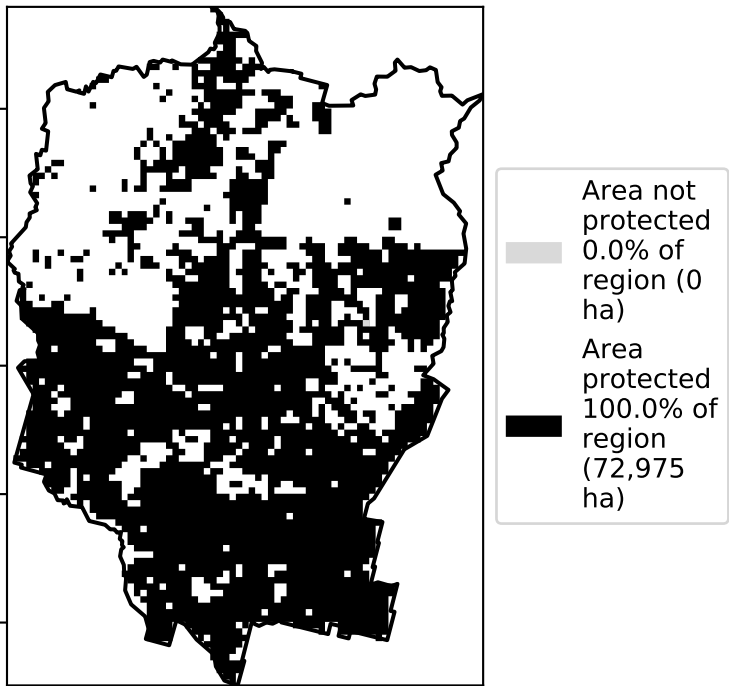 Area not
protected
0.0% of
region (0
ha)
Area
protected
100.0% of
region
(72,975
ha)